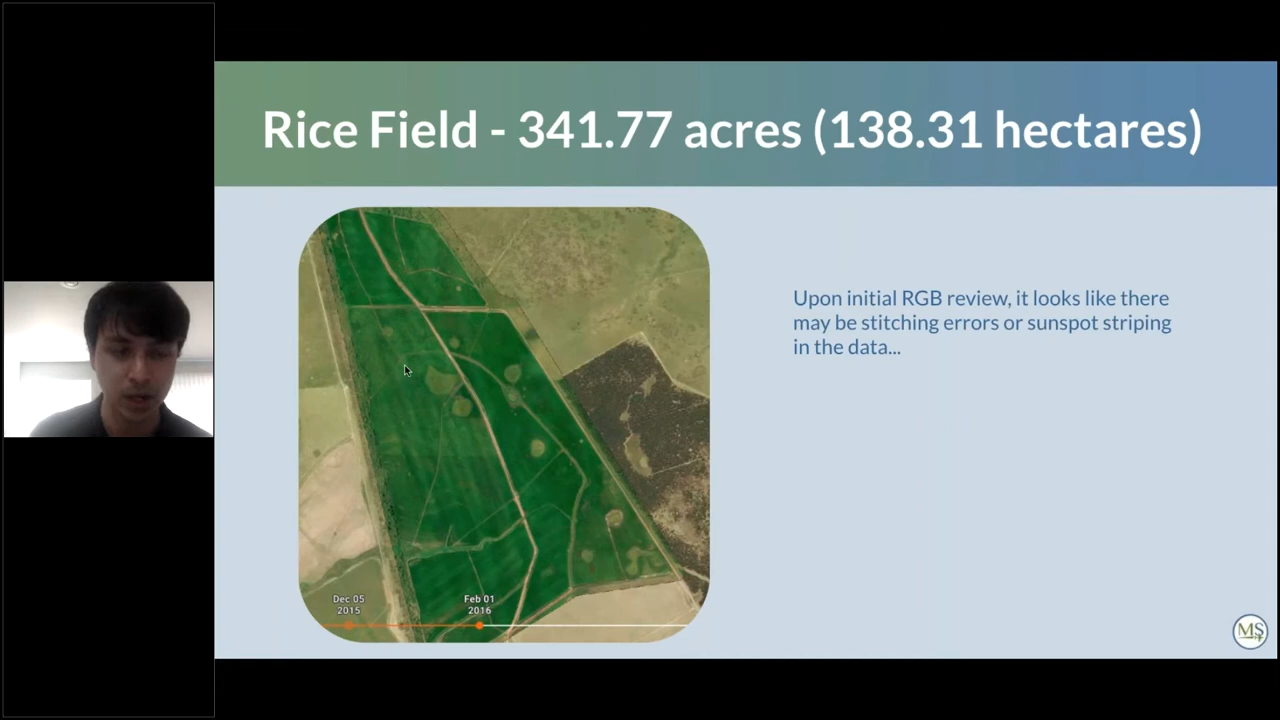 Rice Field - 341.77 acres (138.31 hectares)
Upon initial RGB review, it looks like there
may be stitching errors or sunspot striping
in the data...
Dec 05
2015
Feb 01
2016
MS